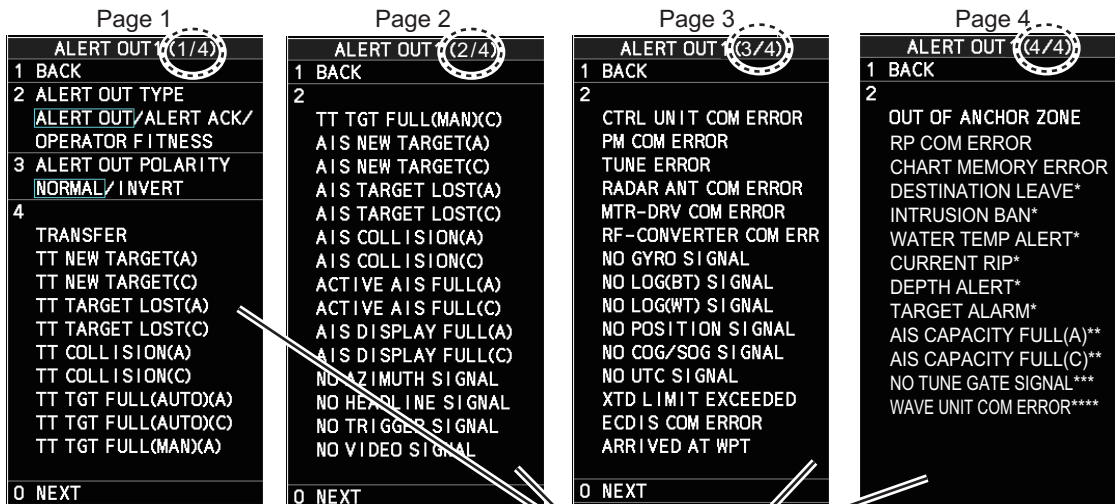 Page 1
ALERT OUT1 (1/4)
1 BACK
2 ALERT OUT TYPE
ALERT OUT/ALERT ACK/
OPERATOR FITNESS
3 ALERT OUT POLARITY
NORMAL/INVERT
4
TRANSFER
TT NEW TARGET(A)
TT NEW TARGET(C)
TT TARGET LOST(A)
TT TARGET LOST(C)
TT COLLISION(A)
TT COLLISION(C)
TT TGT FULL(AUTO)(A)
TT TGT FULL(AUTO)(C)
TT TGT FULL(MAN)(A)
0 NEXT
Page 2
ALERT OUT1 (2/4)
1 BACK
2
TT TGT FULL(MAN)(C)
AIS NEW TARGET(A)
AIS NEW TARGET(C)
AIS TARGET LOST(A)
AIS TARGET LOST(C)
AIS COLLISION(A)
AIS COLLISION(C)
ACTIVE AIS FULL(A)
ACTIVE AIS FULL(C)
AIS DISPLAY FULL(A)
AIS DISPLAY FULL(C)
NO AZIMUTH SIGNAL
NO HEADLINE SIGNAL
NO TRIGGER SIGNAL
NO VIDEO SIGNAL
0 NEXT
Page 3
ALERT OUT1 (3/4)
1 BACK
2
CTRL UNIT COM ERROR
PM COM ERROR
TUNE ERROR
RADAR ANT COM ERROR
MTR-DRV COM ERROR
RF-CONVERTER COM ERR
NO GYRO SIGNAL
NO LOG(BT) SIGNAL
NO LOG(WT) SIGNAL
NO POSITION SIGNAL
NO COG/SOG SIGNAL
NO UTC SIGNAL
XTD LIMIT EXCEEDED
ECDIS COM ERROR
ARRIVED AT WPT
0 NEXT
Page 4
ALERT OUT1 (4/4)
1 BACK
2
OUT OF ANCHOR ZONE
RP COM ERROR
CHART MEMORY ERROR
DESTINATION LEAVE*
INTRUSION BAN*
WATER TEMP ALERT*
CURRENT RIP*
DEPTH ALERT*
TARGET ALARM*
AIS CAPACITY FULL(A)**
AIS CAPACITY FULL(C)**
NO TUNE GATE SIGNAL***
WAVE UNIT COM ERROR****